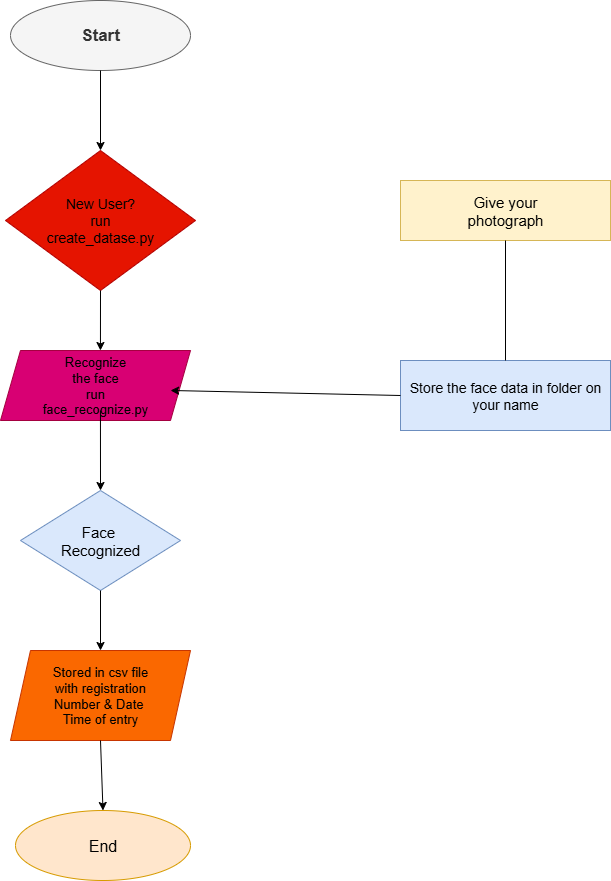 Start
New User?
run
create_datase.py
Give your
photograph
Recognize
the face
run
face_recognize.py
Store the face data in folder on
your name
Face
Recognized
Stored in csv file
with registration
Number & Date
Time of entry
End